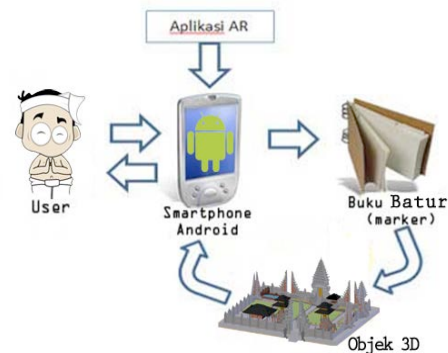 Aplikasi AR
User
Smartphone
Android
Buku Batur
(marker)
Objek 3D